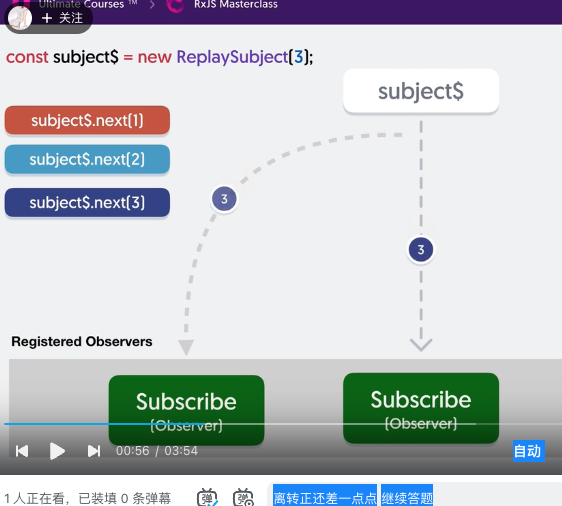 Ultimate Courses ™ > RxJS Masterclass
+ 关注
const subject$ = new ReplaySubject(3);
subject$
subject$.next(1)
subject$.next(2)
subject$.next(3)
3
3
Registered Observers
Subscribe
(Observer)
Subscribe
(Observer)
00:56 / 03:54
自动
1人正在看，已装填 0 条弹幕
弹
弹
离转正还差一点点 继续答题